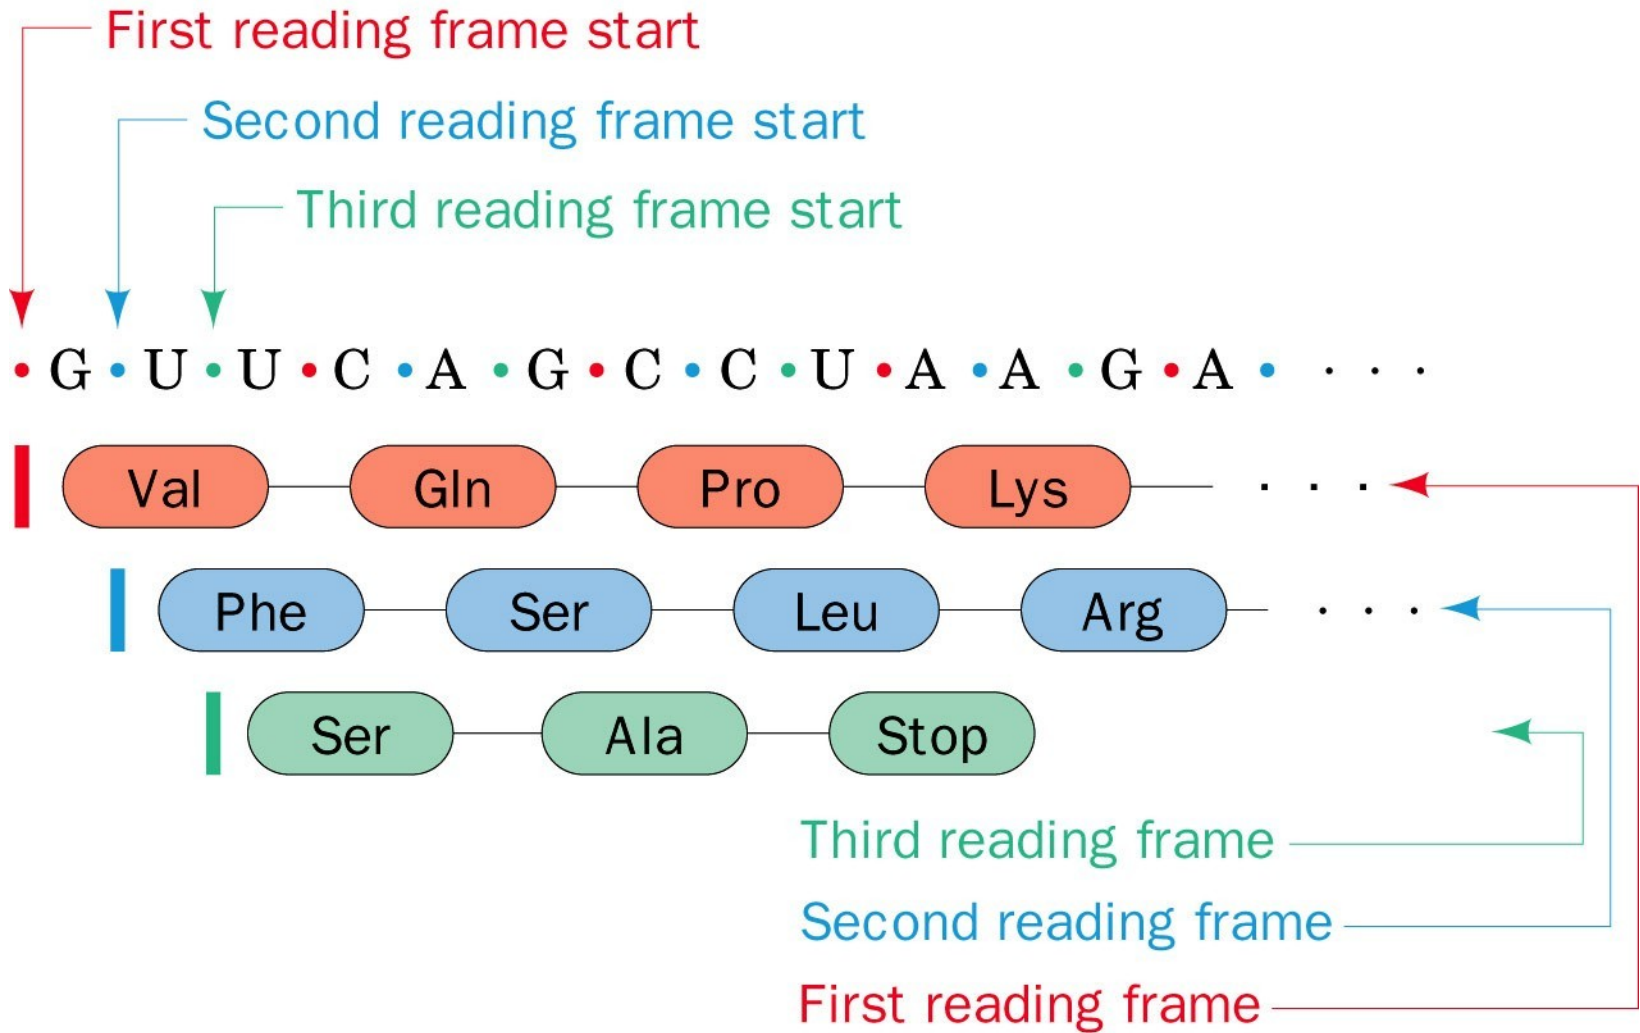 First reading frame start
Second reading frame start
Third reading frame start
• G • U • U • C • A • G • C • C • U • A • A • G • A • · · ·
Val Gln Pro Lys · · ·
Phe Ser Leu Arg · · ·
Ser Ala Stop
Third reading frame
Second reading frame
First reading frame